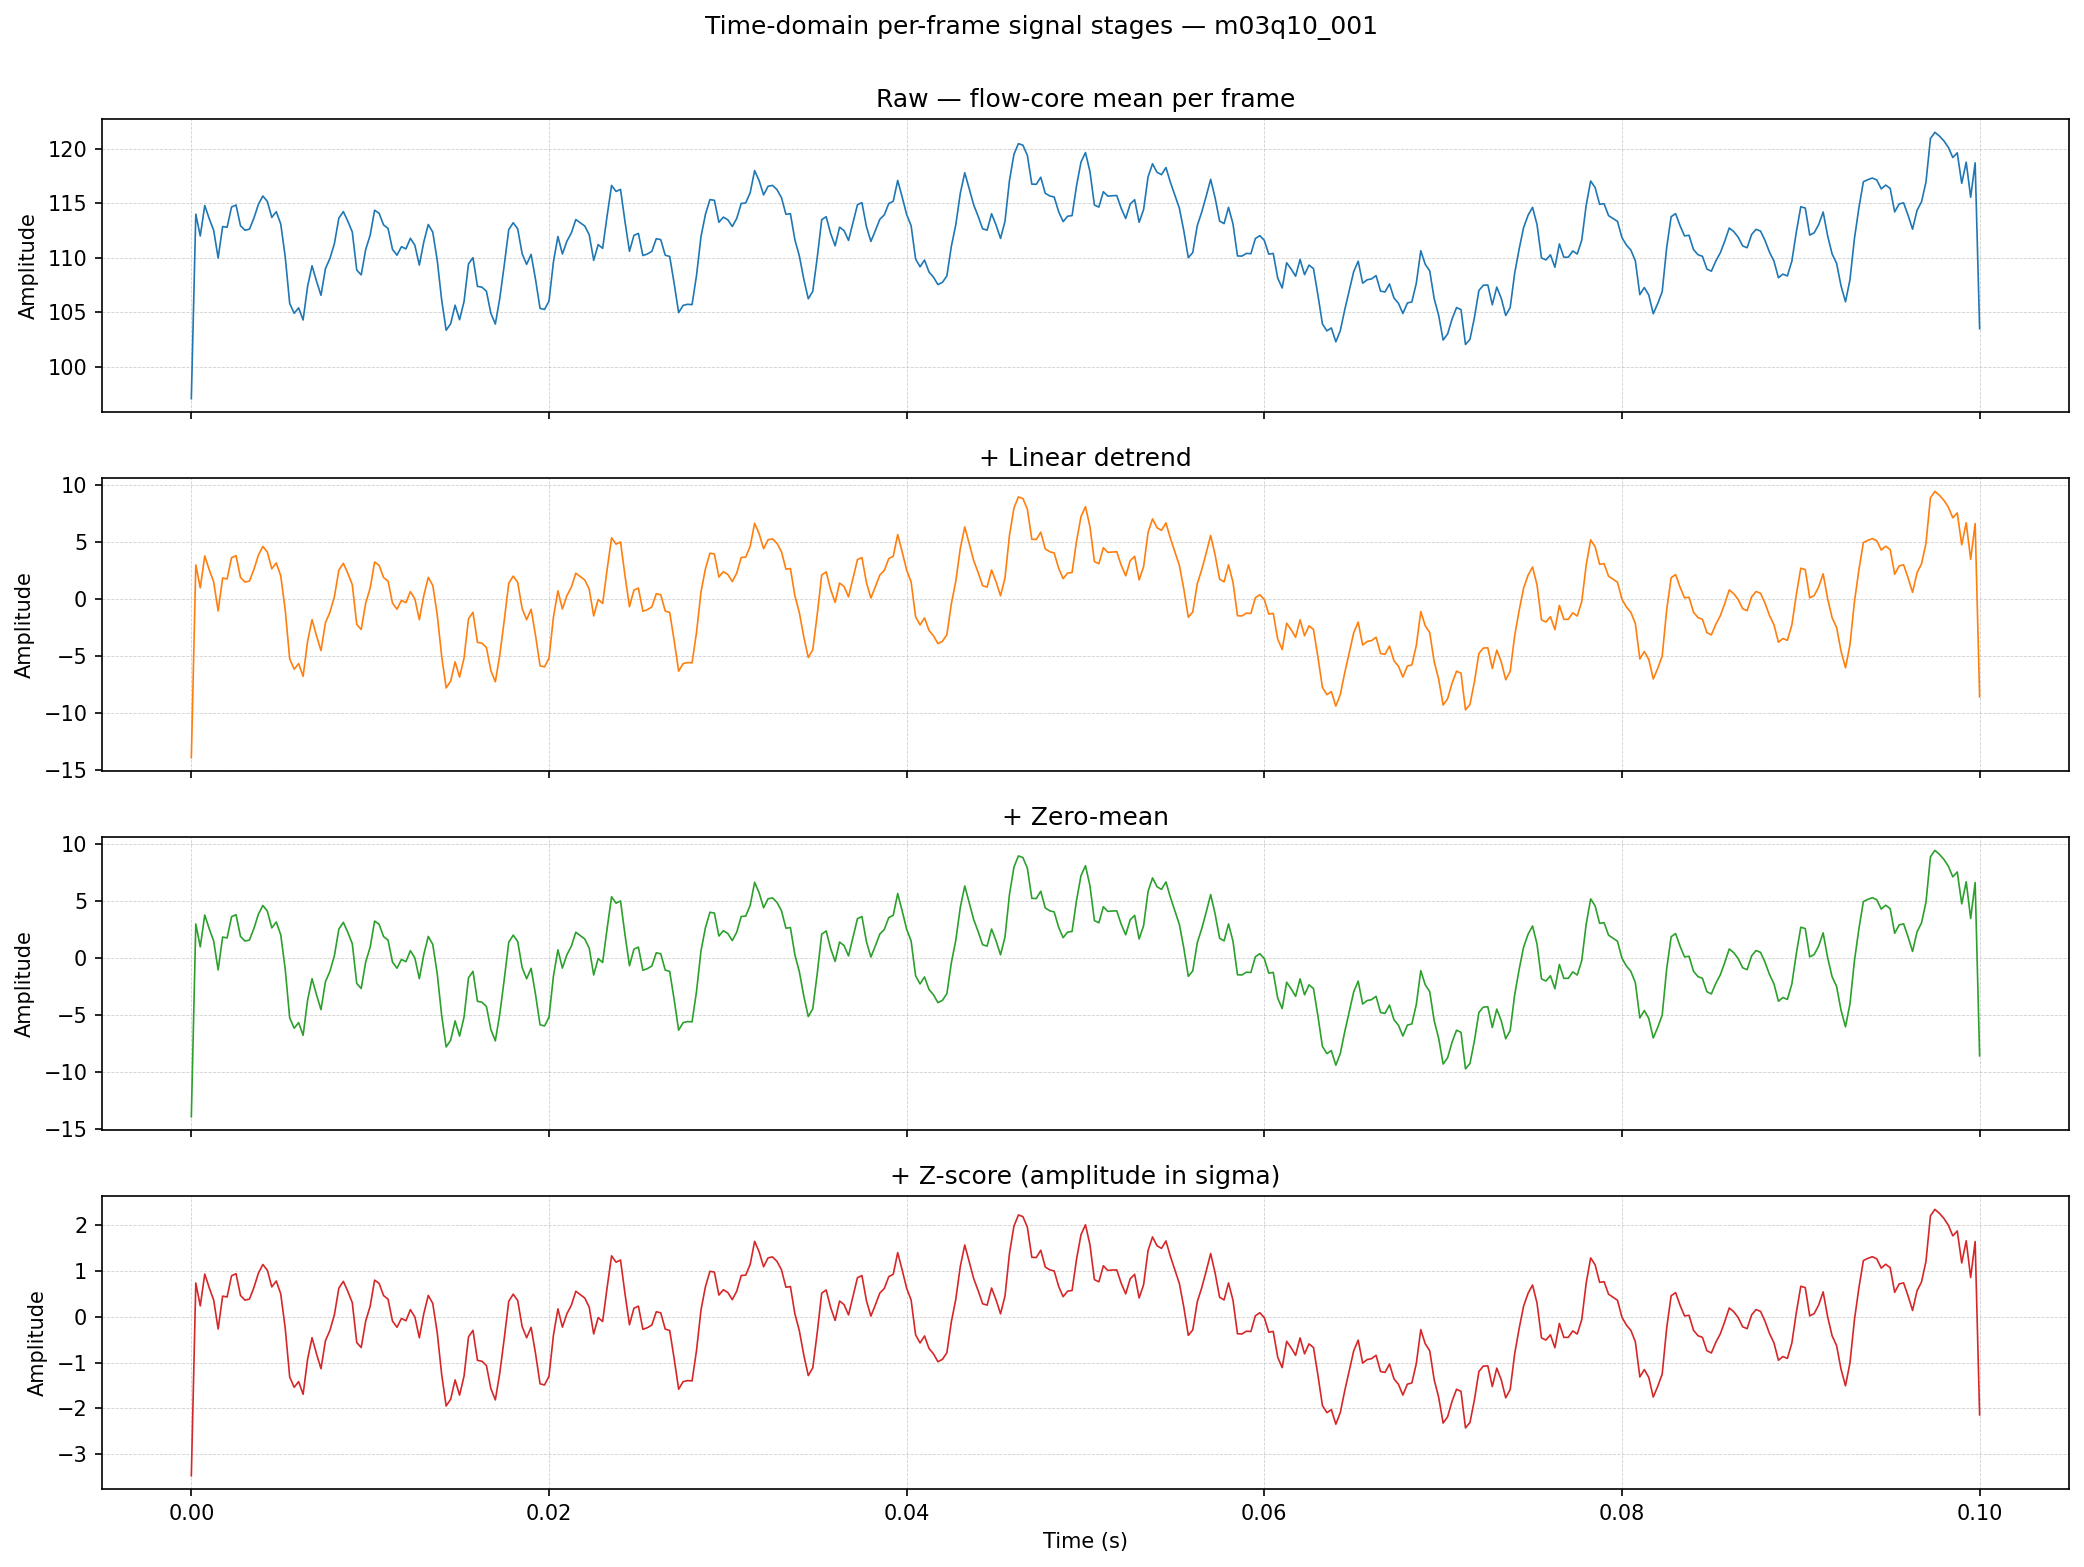 Time-domain per-frame signal stages — m03q10_001
Raw — flow-core mean per frame
Amplitude
120
115
110
105
100
+ Linear detrend
Amplitude
10
5
0
−5
−10
−15
+ Zero-mean
Amplitude
10
5
0
−5
−10
−15
+ Z-score (amplitude in sigma)
Amplitude
2
1
0
−1
−2
−3
0.00 0.02 0.04 0.06 0.08 0.10
Time (s)